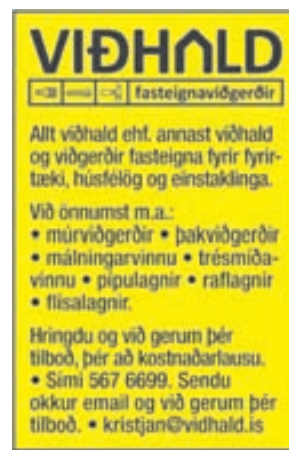 VIÐHALD
fasteignaviðgerðir
Allt viðhald ehf. annast viðhald
og viðgerðir fasteigna fyrir fyrir-
tæki, húsfélög og einstaklinga.
Við önnumst m.a.:
• múrviðgerðir • þakviðgerðir
• málningarvinnu • trésmíða-
vinnu • pípulagnir • raflagnir
• flísalagnir.
Hringdu og við gerum þér
tilboð, þér að kostnaðarlausu.
• Sími 567 6699. Sendu
okkur email og við gerum þér
tilboð. • kristjan@vidhald.is